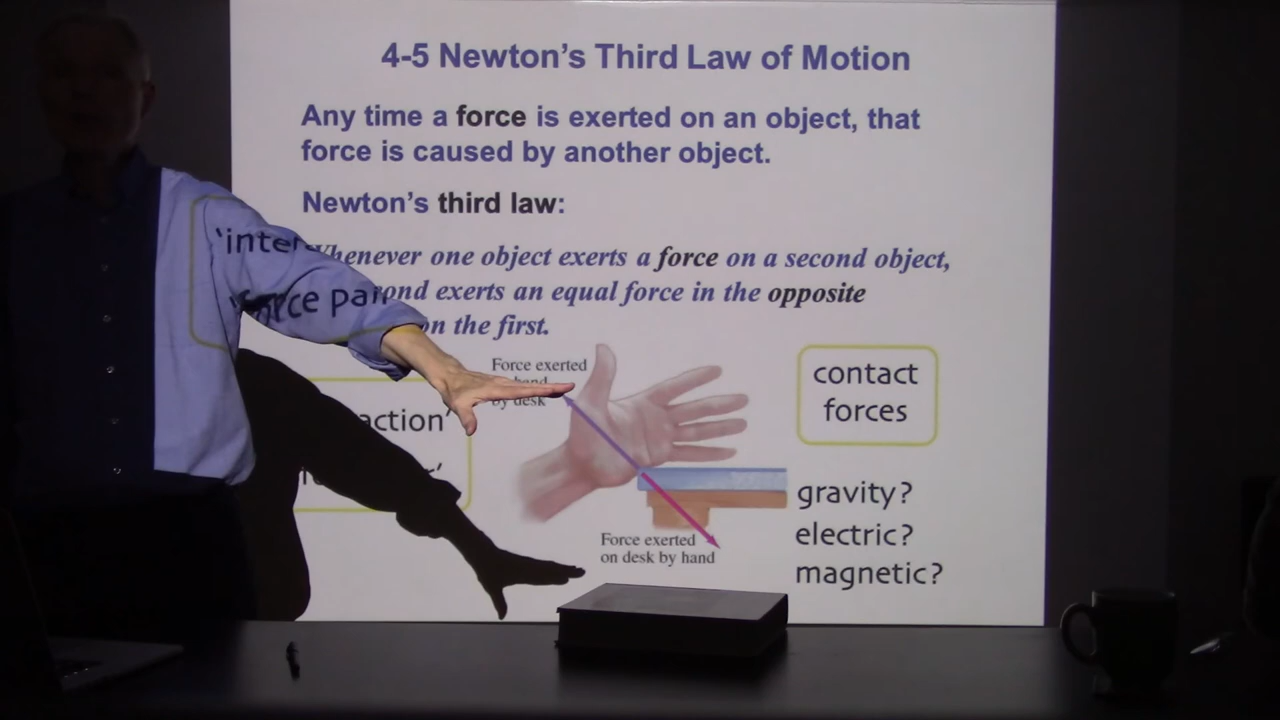 4-5 Newton's Third Law of Motion
Any time a force is exerted on an object, that
force is caused by another object.
Newton's third law:
Whenever one object exerts a force on a second object,
exerts an equal force in the opposite
on the first.
'inter
'force pair
action'
Force exerted
hand
by desk
Force exerted
on desk by hand
contact
forces
gravity?
electric?
magnetic?